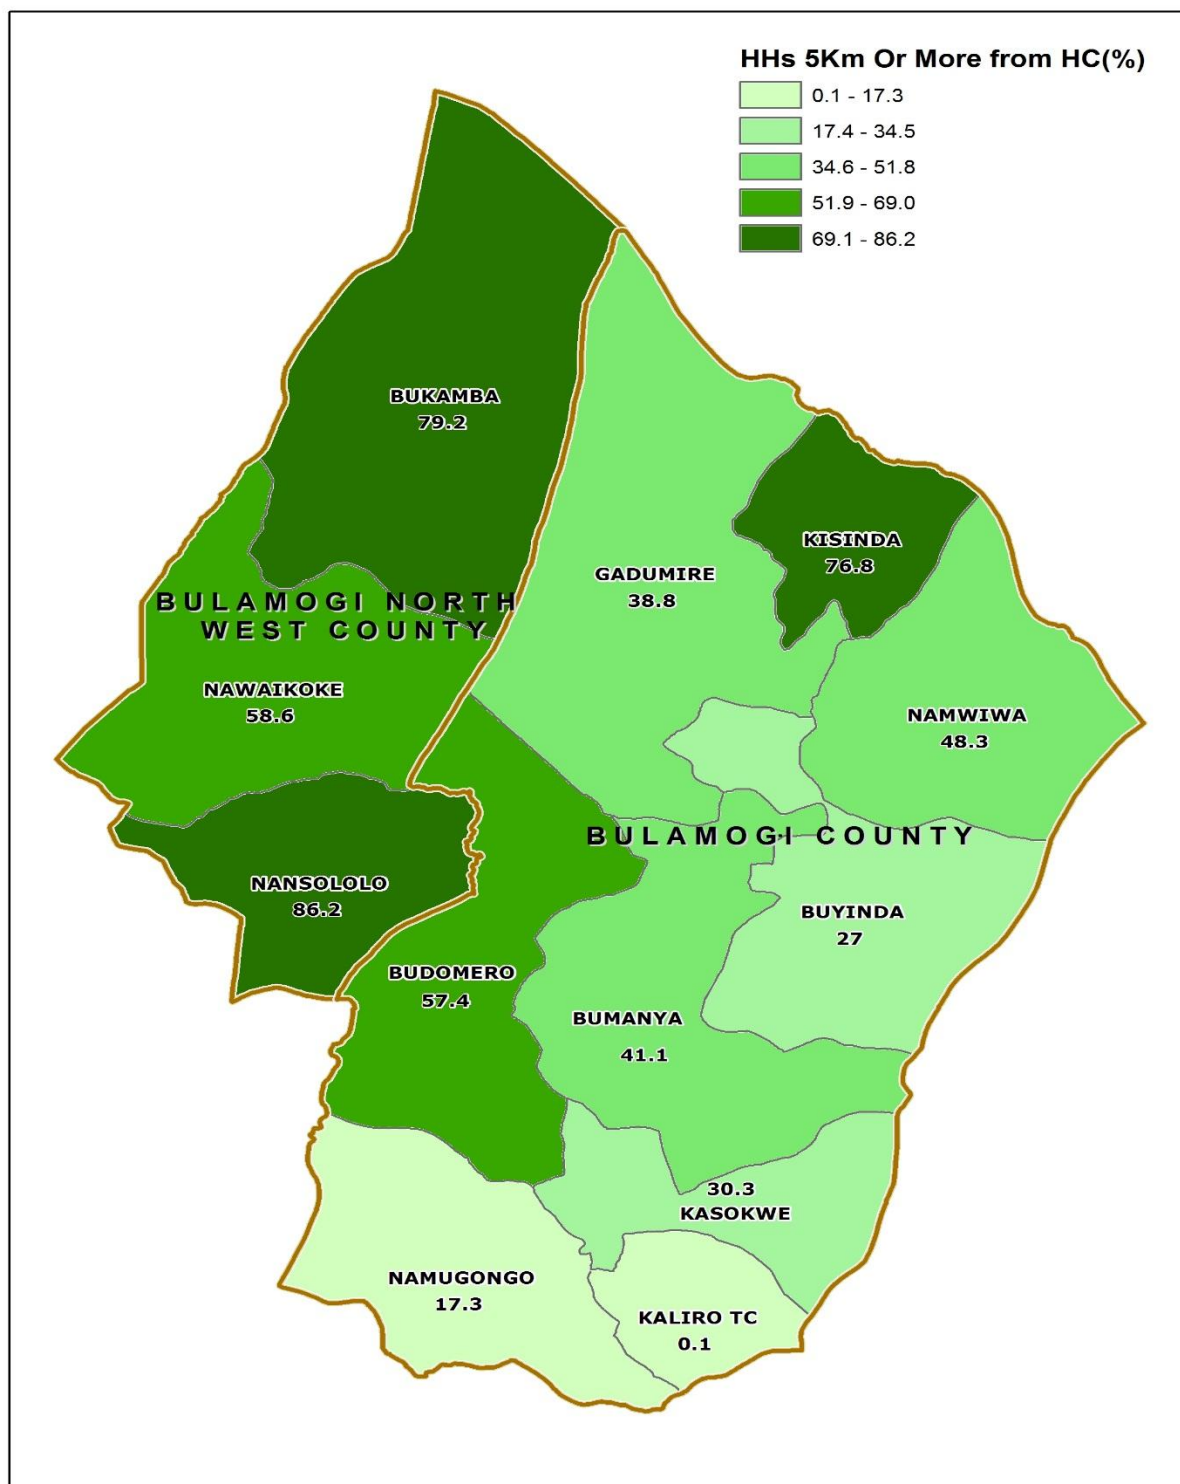 HHs 5Km Or More from HC(%)
0.1 - 17.3
17.4 - 34.5
34.6 - 51.8
51.9 - 69.0
69.1 - 86.2
BUKAMBA
79.2
KISINDA
76.8
GADUMIRE
38.8
BULAMOGI NORTH
WEST COUNTY
NAWAIKOKE
58.6
NAMWIWA
48.3
BULAMOGI COUNTY
NANSOLOLO
86.2
BUYINDA
27
BUDOMERO
57.4
BUMANYA
41.1
30.3
KASOKWE
NAMUGONGO
17.3
KALIRO TC
0.1